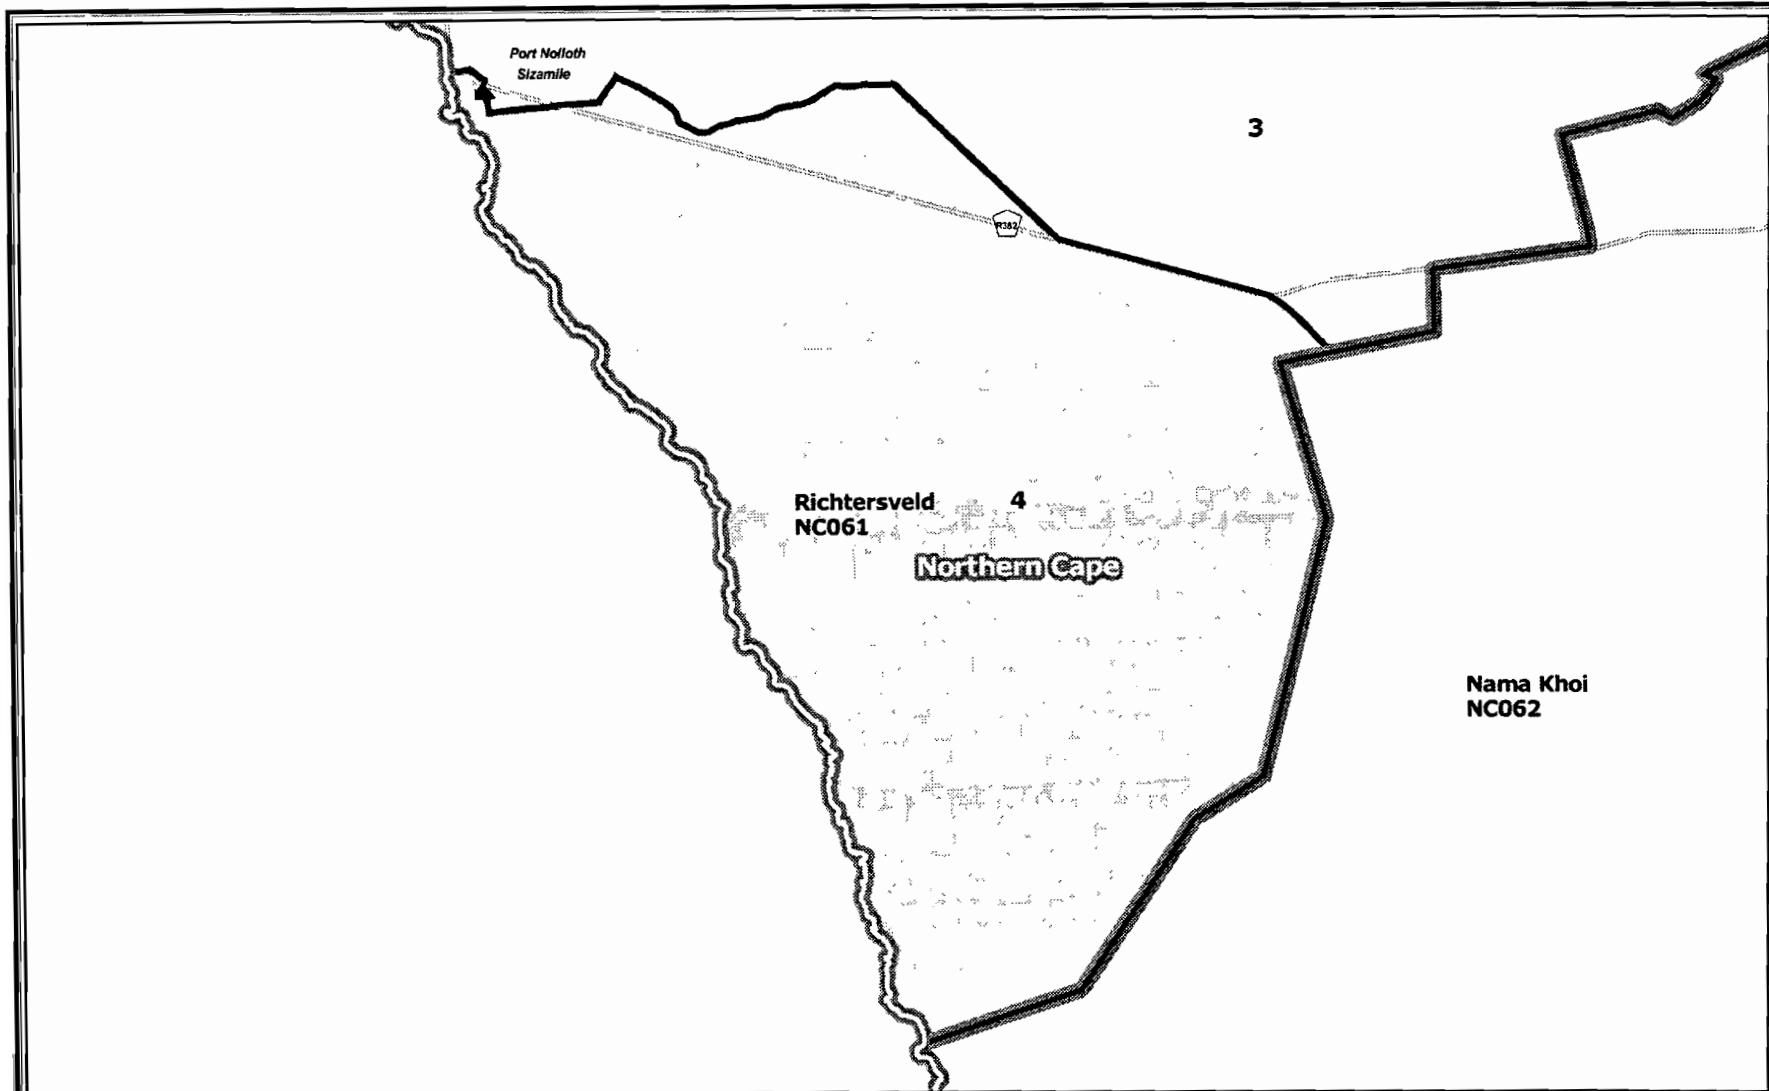 Port Nolloth
Sizamile
3
R382
Richtersveld
NC061
4
Northern Cape
Nama Khoi
NC062